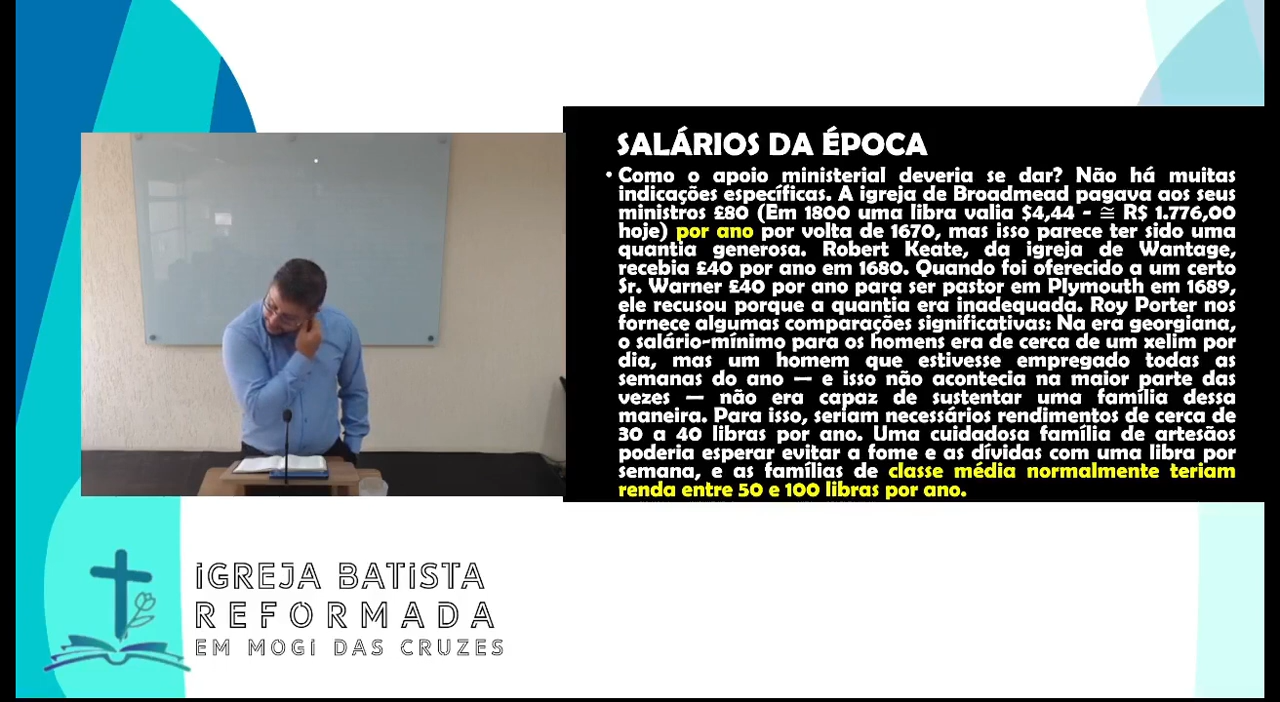 SALÁRIOS DA ÉPOCA
• Como o apoio ministerial deveria se dar? Não há muitas
indicações específicas. A igreja de Broadmead pagava aos seus
ministros £80 (Em 1800 uma libra valia $4,44 - ≅ R$ 1.776,00
hoje) por ano por volta de 1670, mas isso parece ter sido uma
quantia generosa. Robert Keate, da igreja de Wantage,
recebia £40 por ano em 1680. Quando foi oferecido a um certo
Sr. Warner £40 por ano para ser pastor em Plymouth em 1689,
ele recusou porque a quantia era inadequada. Roy Porter nos
fornece algumas comparações significativas: Na era georgiana,
o salário-mínimo para os homens era de cerca de um xelim por
dia, mas um homem que estivesse empregado todas as
semanas do ano — e isso não acontecia na maior parte das
vezes — não era capaz de sustentar uma família dessa
maneira. Para isso, seriam necessários rendimentos de cerca de
30 a 40 libras por ano. Uma cuidadosa família de artesãos
poderia esperar evitar a fome e as dívidas com uma libra por
semana, e as famílias de classe média normalmente teriam
renda entre 50 e 100 libras por ano.
IGREJA BATISTA
REFORMADA
EM MOGI DAS CRUZES